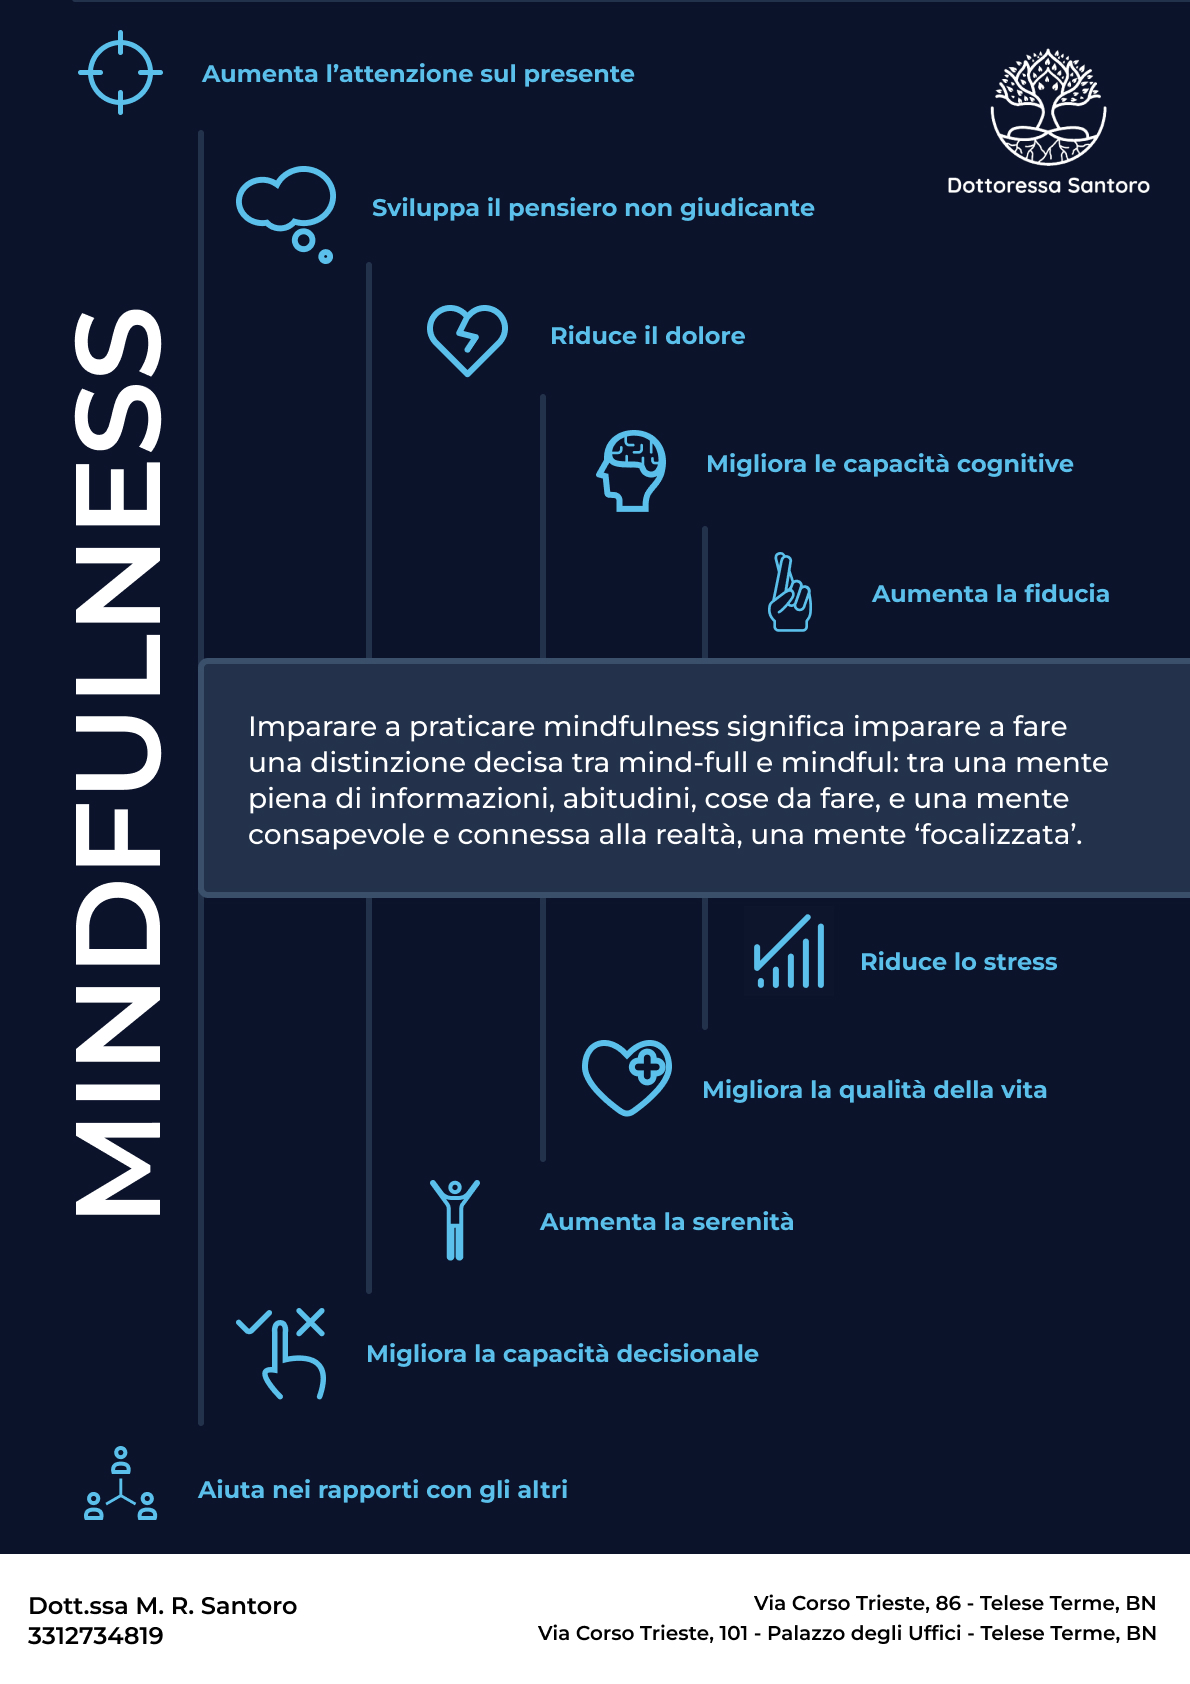 Aumenta l’attenzione sul presente
Dottoressa Santoro
Sviluppa il pensiero non giudicante
Riduce il dolore
Migliora le capacità cognitive
Aumenta la fiducia
MINDFULNESS
Imparare a praticare mindfulness significa imparare a fare
una distinzione decisa tra mind-full e mindful: tra una mente
piena di informazioni, abitudini, cose da fare, e una mente
consapevole e connessa alla realtà, una mente ‘focalizzata’.
Riduce lo stress
Migliora la qualità della vita
Aumenta la serenità
Migliora la capacità decisionale
Aiuta nei rapporti con gli altri
Dott.ssa M. R. Santoro
3312734819
Via Corso Trieste, 86 - Telese Terme, BN
Via Corso Trieste, 101 - Palazzo degli Uffici - Telese Terme, BN